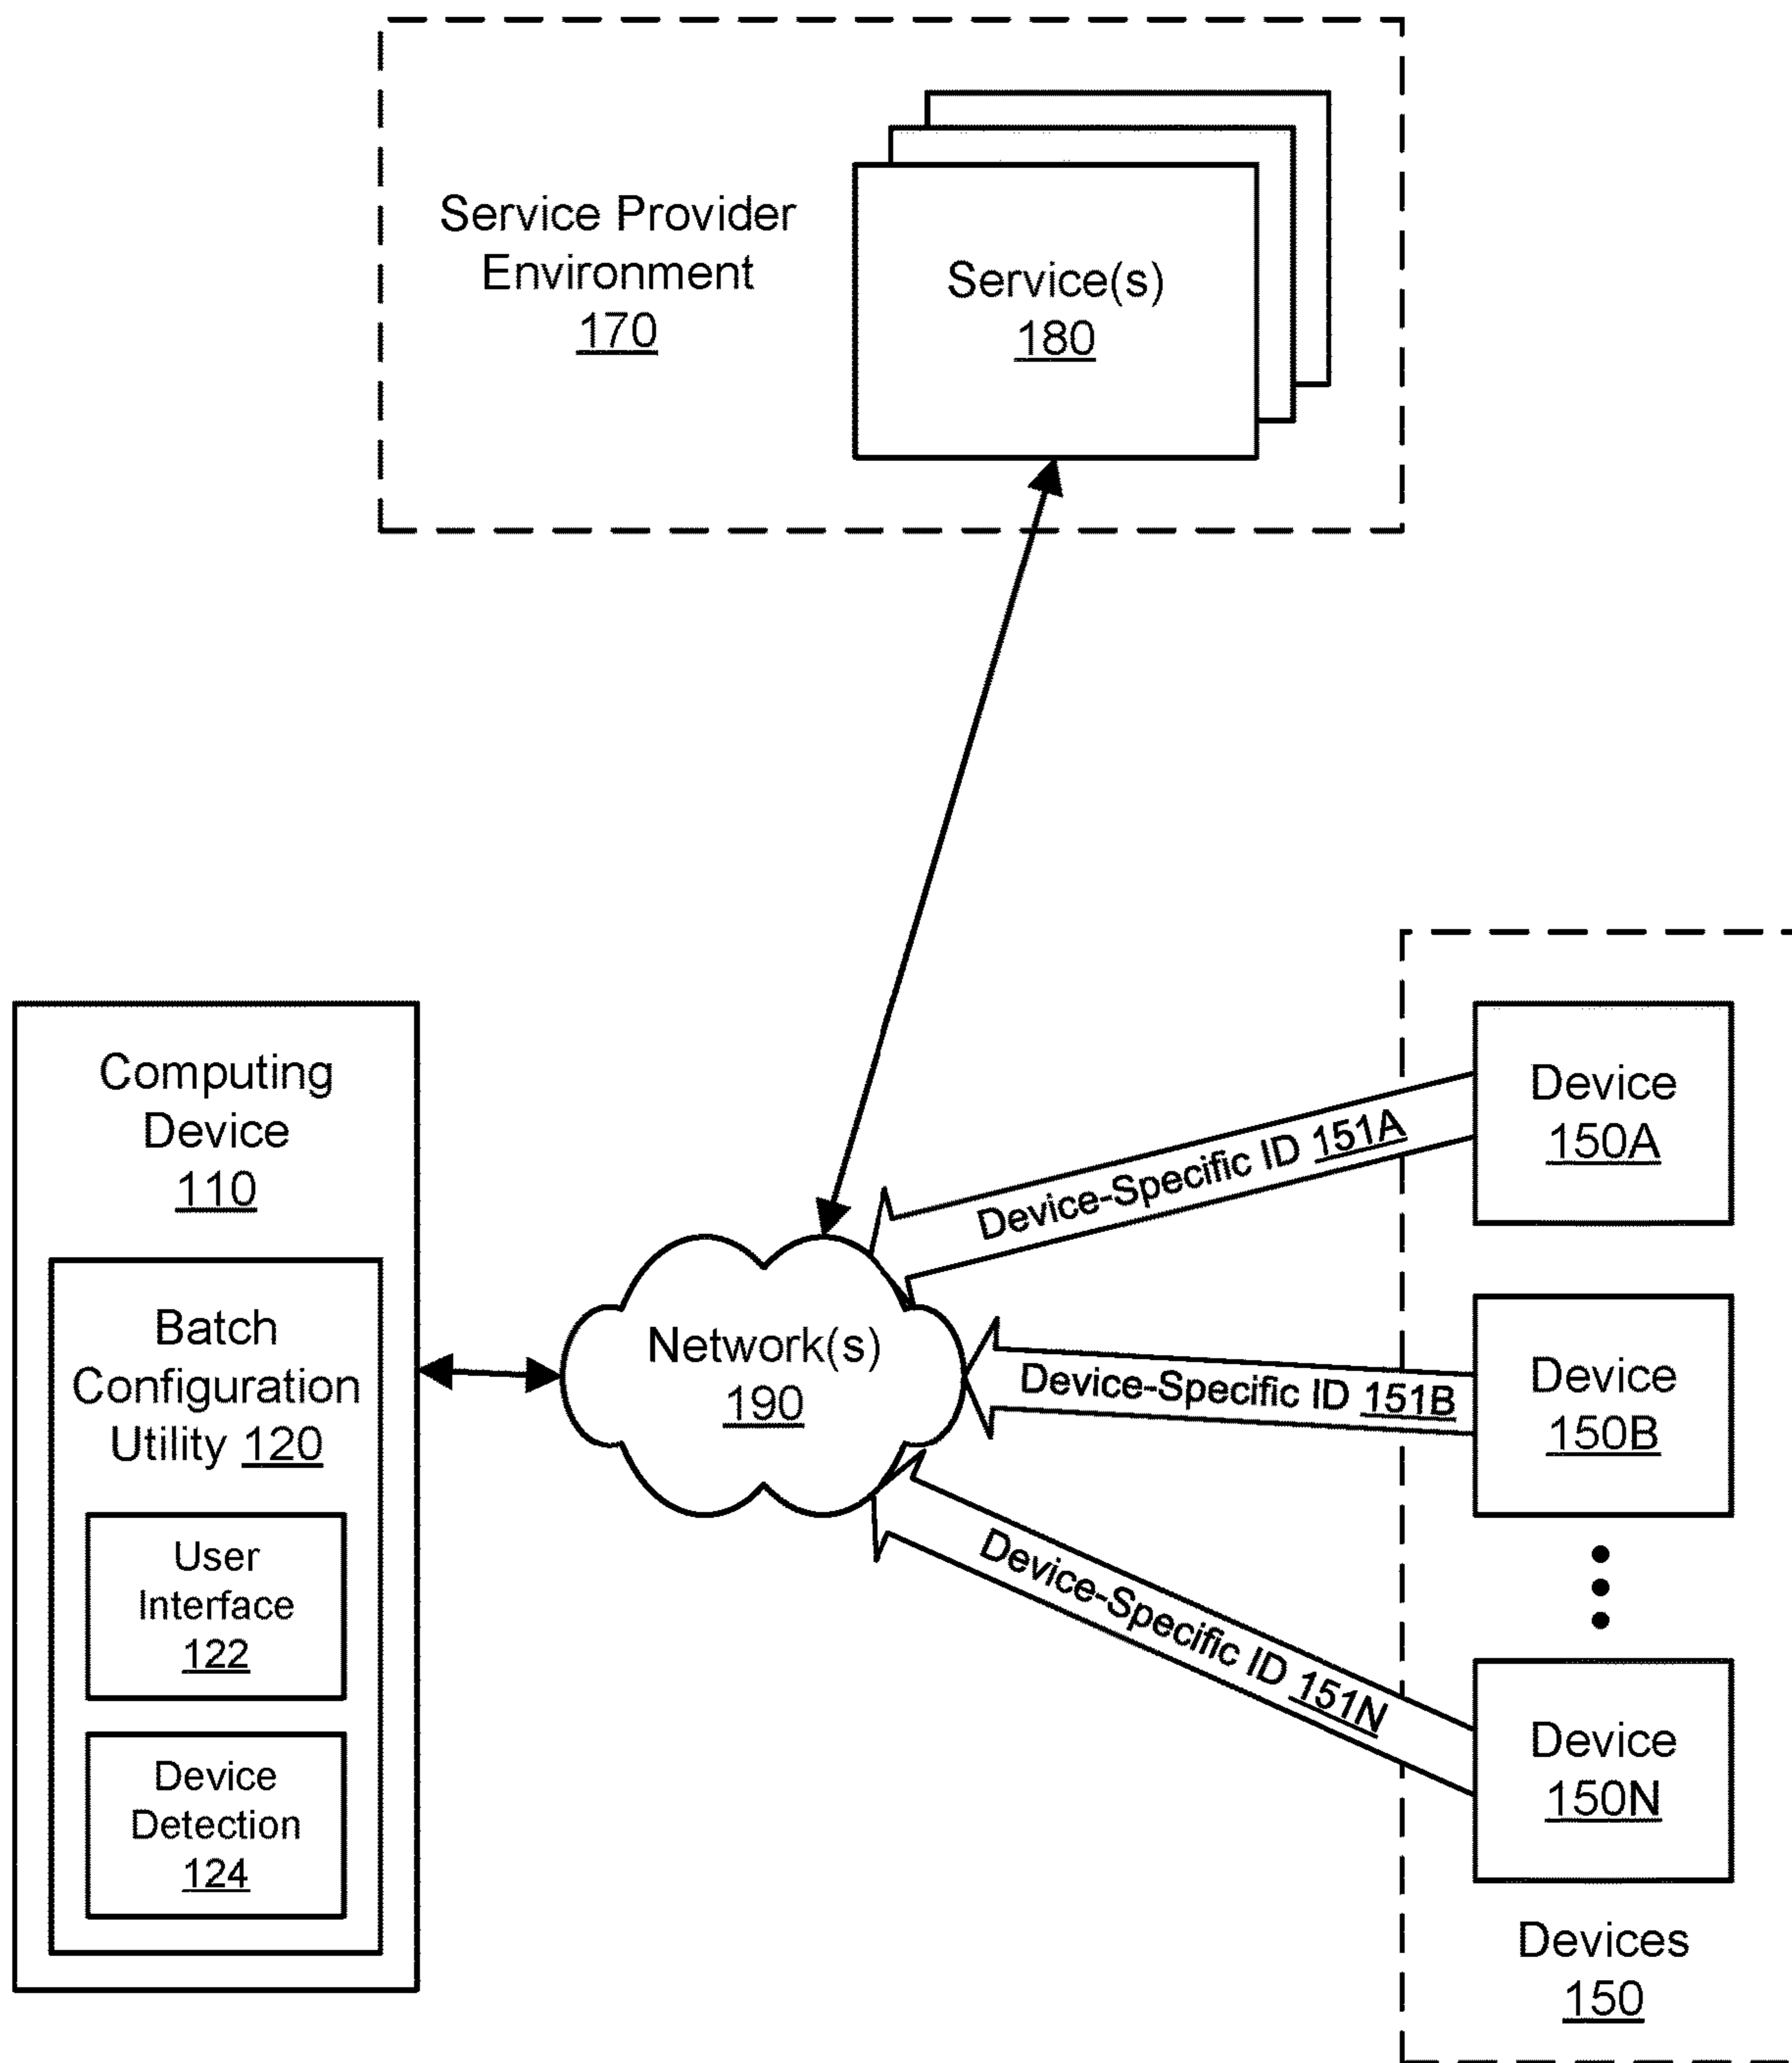 Service Provider
Environment
170
Service(s)
180
Computing
Device
110
Batch
Configuration
Utility 120
User
Interface
122
Device
Detection
124
Network(s)
190
Device-Specific ID 151A
Device-Specific ID 151B
Device-Specific ID 151N
Device
150A
Device
150B
Device
150N
Devices
150